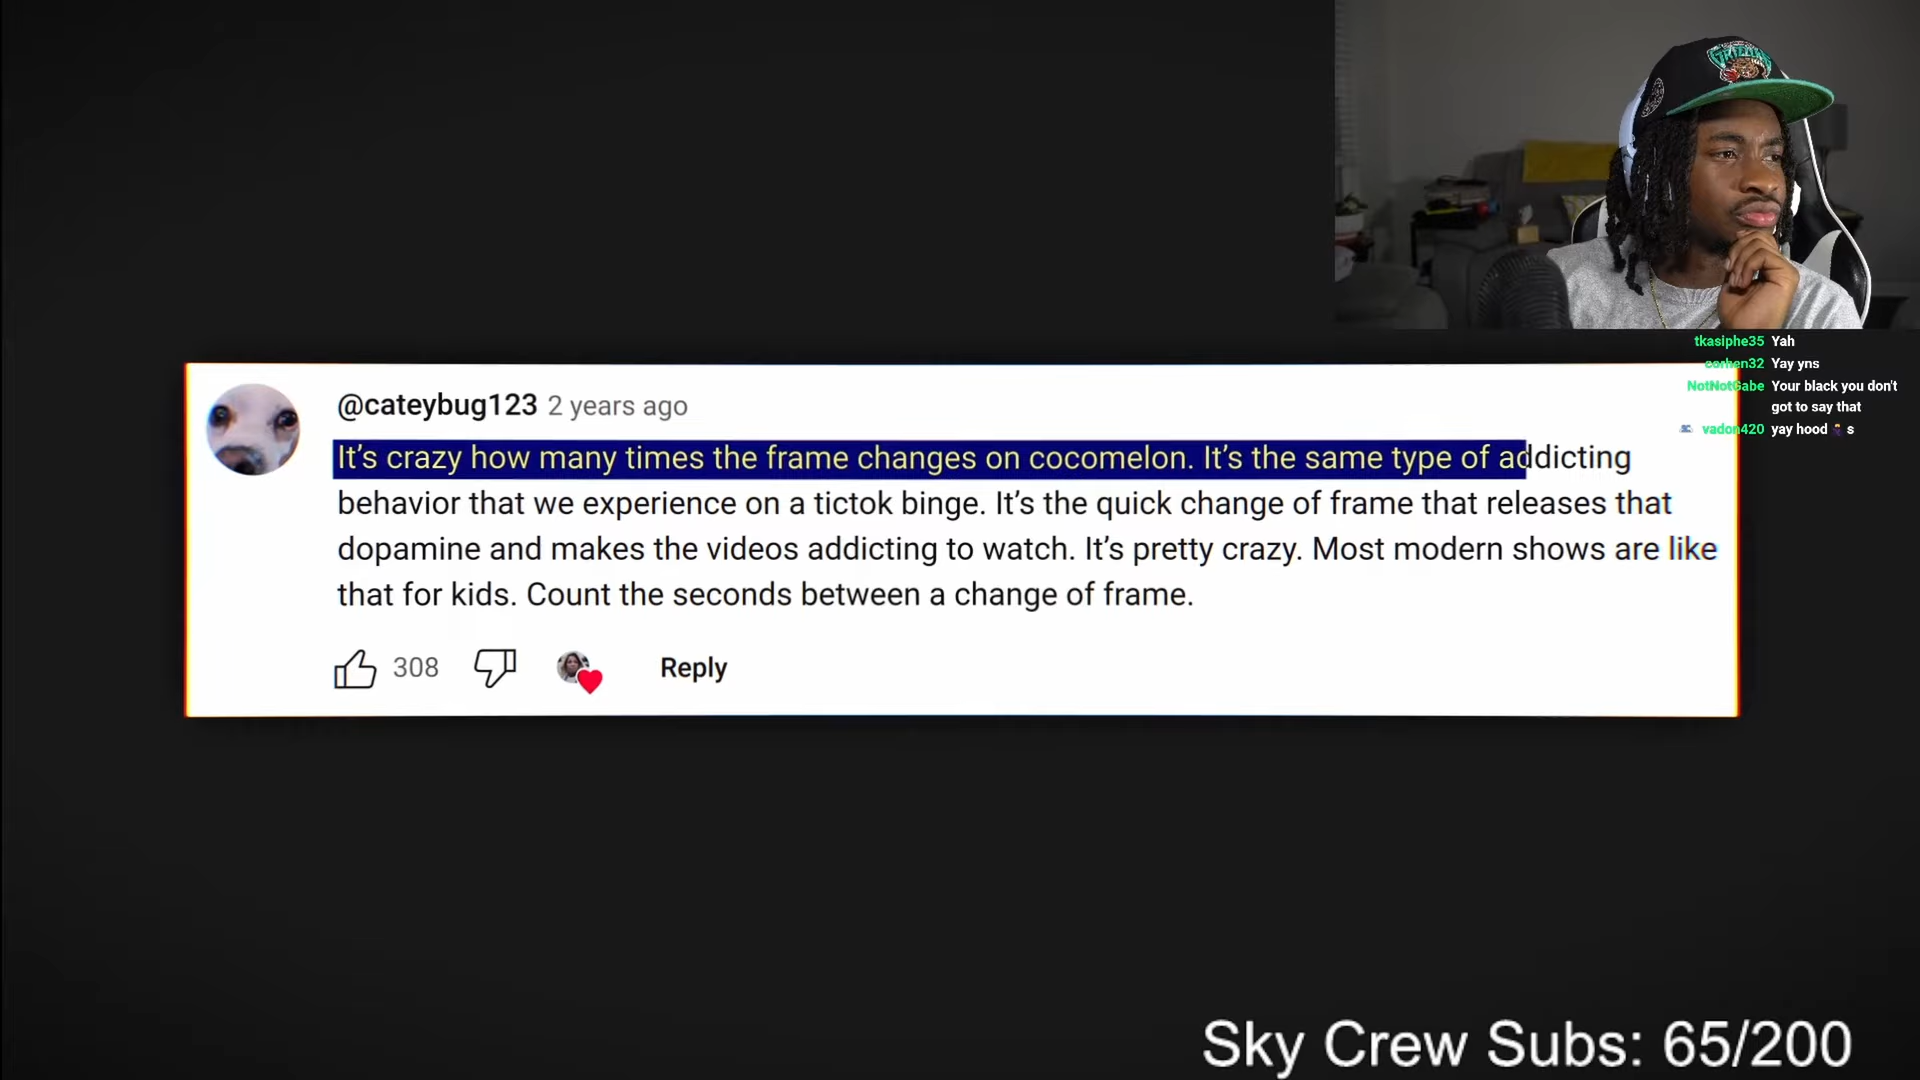 GRIZZLIES
tkasiphe35 Yah
corhen32 Yay yns
NotNotGabe Your black you don't
got to say that
vadon420 yay hood s
@cateybug123 2 years ago
It's crazy how many times the frame changes on cocomelon. It's the same type of addicting
behavior that we experience on a tictok binge. It's the quick change of frame that releases that
dopamine and makes the videos addicting to watch. It's pretty crazy. Most modern shows are like
that for kids. Count the seconds between a change of frame.
308 Reply
Sky Crew Subs: 65/200